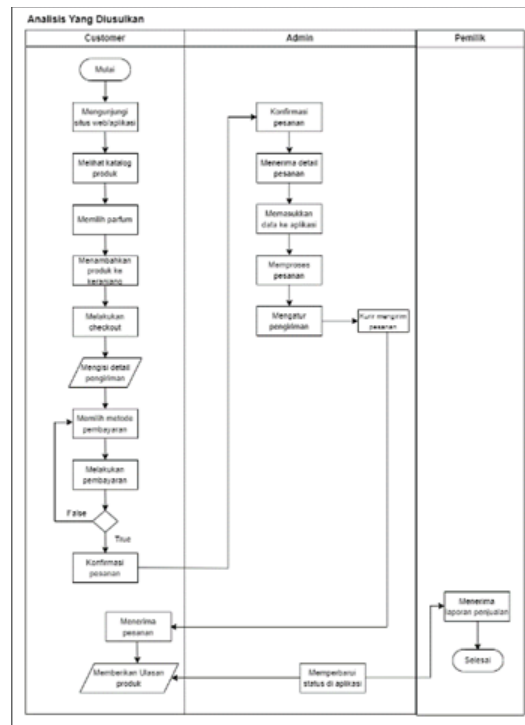 Analisis Yang Diusulkan
Customer
Admin
Pemilik
Mulai
Mengunjungi
situs web/aplikasi
Melihat katalog
produk
Memilih parfum
Menambahkan
produk ke
keranjang
Melakukan
checkout
Mengisi detail
pengiriman
Memilih metode
pembayaran
Melakukan
pembayaran
False
True
Konfirmasi
pesanan
Konfirmasi
pesanan
Menerima detail
pesanan
Memasukkan
data ke aplikasi
Memproses
pesanan
Mengatur
pengiriman
Kurir mengirim
pesanan
Menerima
pesanan
Memberikan Ulasan
produk
Memperbarui
status di aplikasi
Menerima
laporan penjualan
Selesai